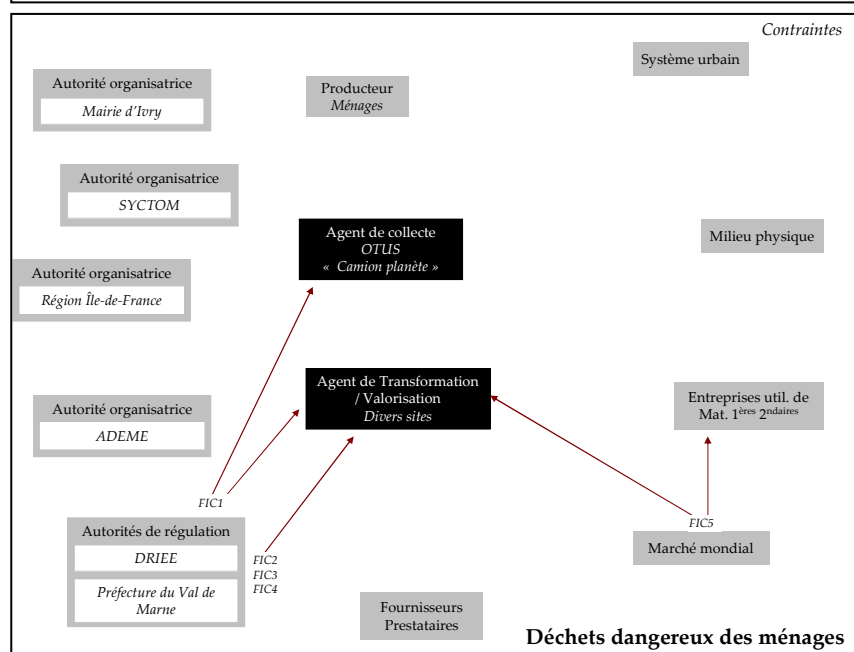 Contraintes
Système urbain
Autorité organisatrice
Mairie d'Ivry
Producteur
Ménages
Autorité organisatrice
SYCTOM
Agent de collecte
OTUS
« Camion planète »
Milieu physique
Autorité organisatrice
Région Île-de-France
Agent de Transformation
/ Valorisation
Divers sites
Autorité organisatrice
ADEME
Entreprises util. de
Mat. 1ères 2ndaires
FIC1
Autorités de régulation
DRIEE
Préfecture du Val de
Marne
FIC2
FIC3
FIC4
FIC5
Marché mondial
Fournisseurs
Prestataires
Déchets dangereux des ménages